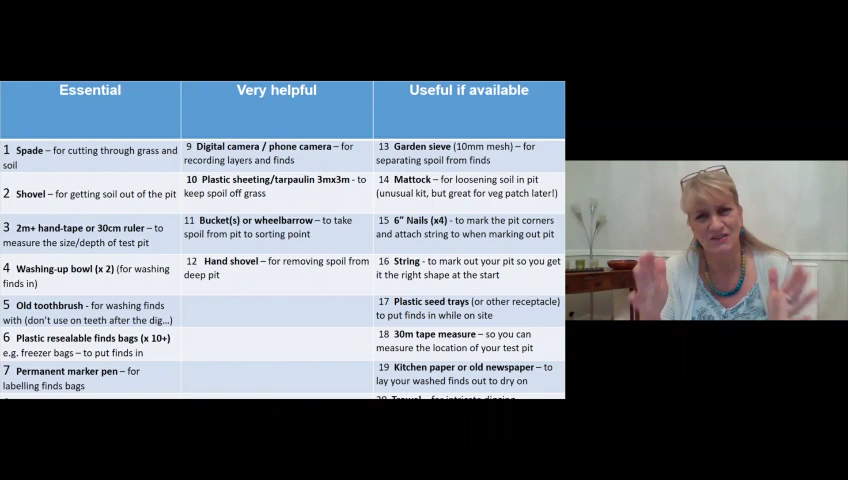 Essential
Very helpful
Useful if available
1 Spade – for cutting through grass and
soil
2 Shovel – for getting soil out of the pit
3 2m+ hand-tape or 30cm ruler – to
measure the size/depth of test pit
4 Washing-up bowl (x 2) (for washing
finds in)
5 Old toothbrush - for washing finds
with (don't use on teeth after the dig...)
6 Plastic resealable finds bags (x 10+)
e.g. freezer bags – to put finds in
7 Permanent marker pen – for
labelling finds bags
9 Digital camera / phone camera – for
recording layers and finds
10 Plastic sheeting/tarpaulin 3mx3m - to
keep spoil off grass
11 Bucket(s) or wheelbarrow – to take
spoil from pit to sorting point
12 Hand shovel – for removing spoil from
deep pit
13 Garden sieve (10mm mesh) – for
separating spoil from finds
14 Mattock – for loosening soil in pit
(unusual kit, but great for veg patch later!)
15 6” Nails (x4) - to mark the pit corners
and attach string to when marking out pit
16 String - to mark out your pit so you get
it the right shape at the start
17 Plastic seed trays (or other receptacle)
to put finds in while on site
18 30m tape measure – so you can
measure the location of your test pit
19 Kitchen paper or old newspaper – to
lay your washed finds out to dry on
20 Trowel – for intricate digging